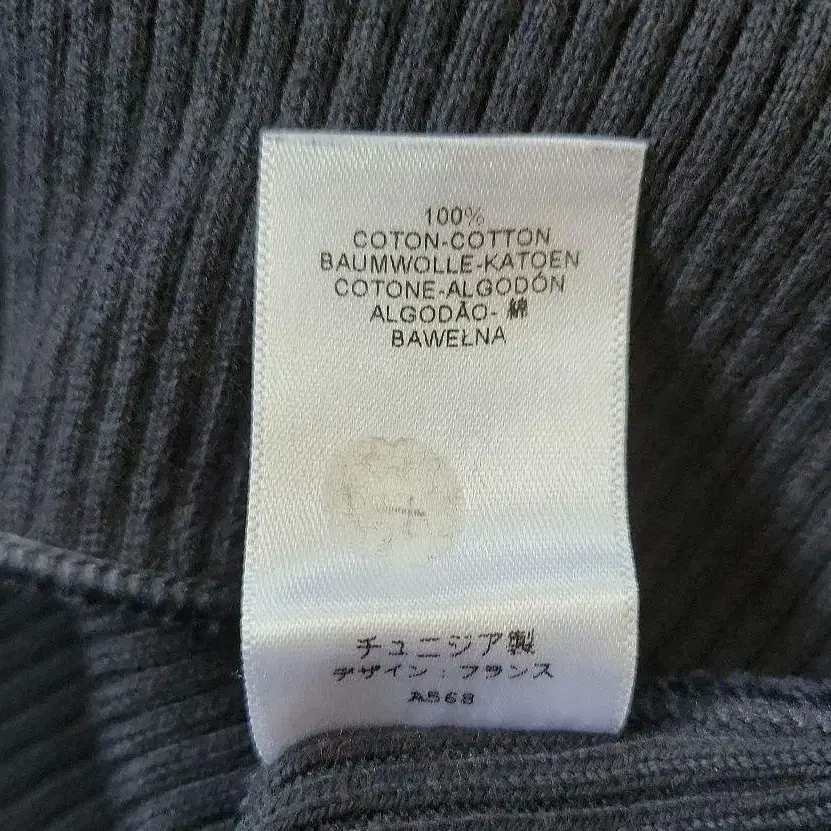 100%
COTON-COTTON
BAUMWOLLE-KATOEN
COTONE-ALGODÓN
ALGODÃO- 綿
BAWEŁNA
チュニジア製
デザイン：フランス
A568